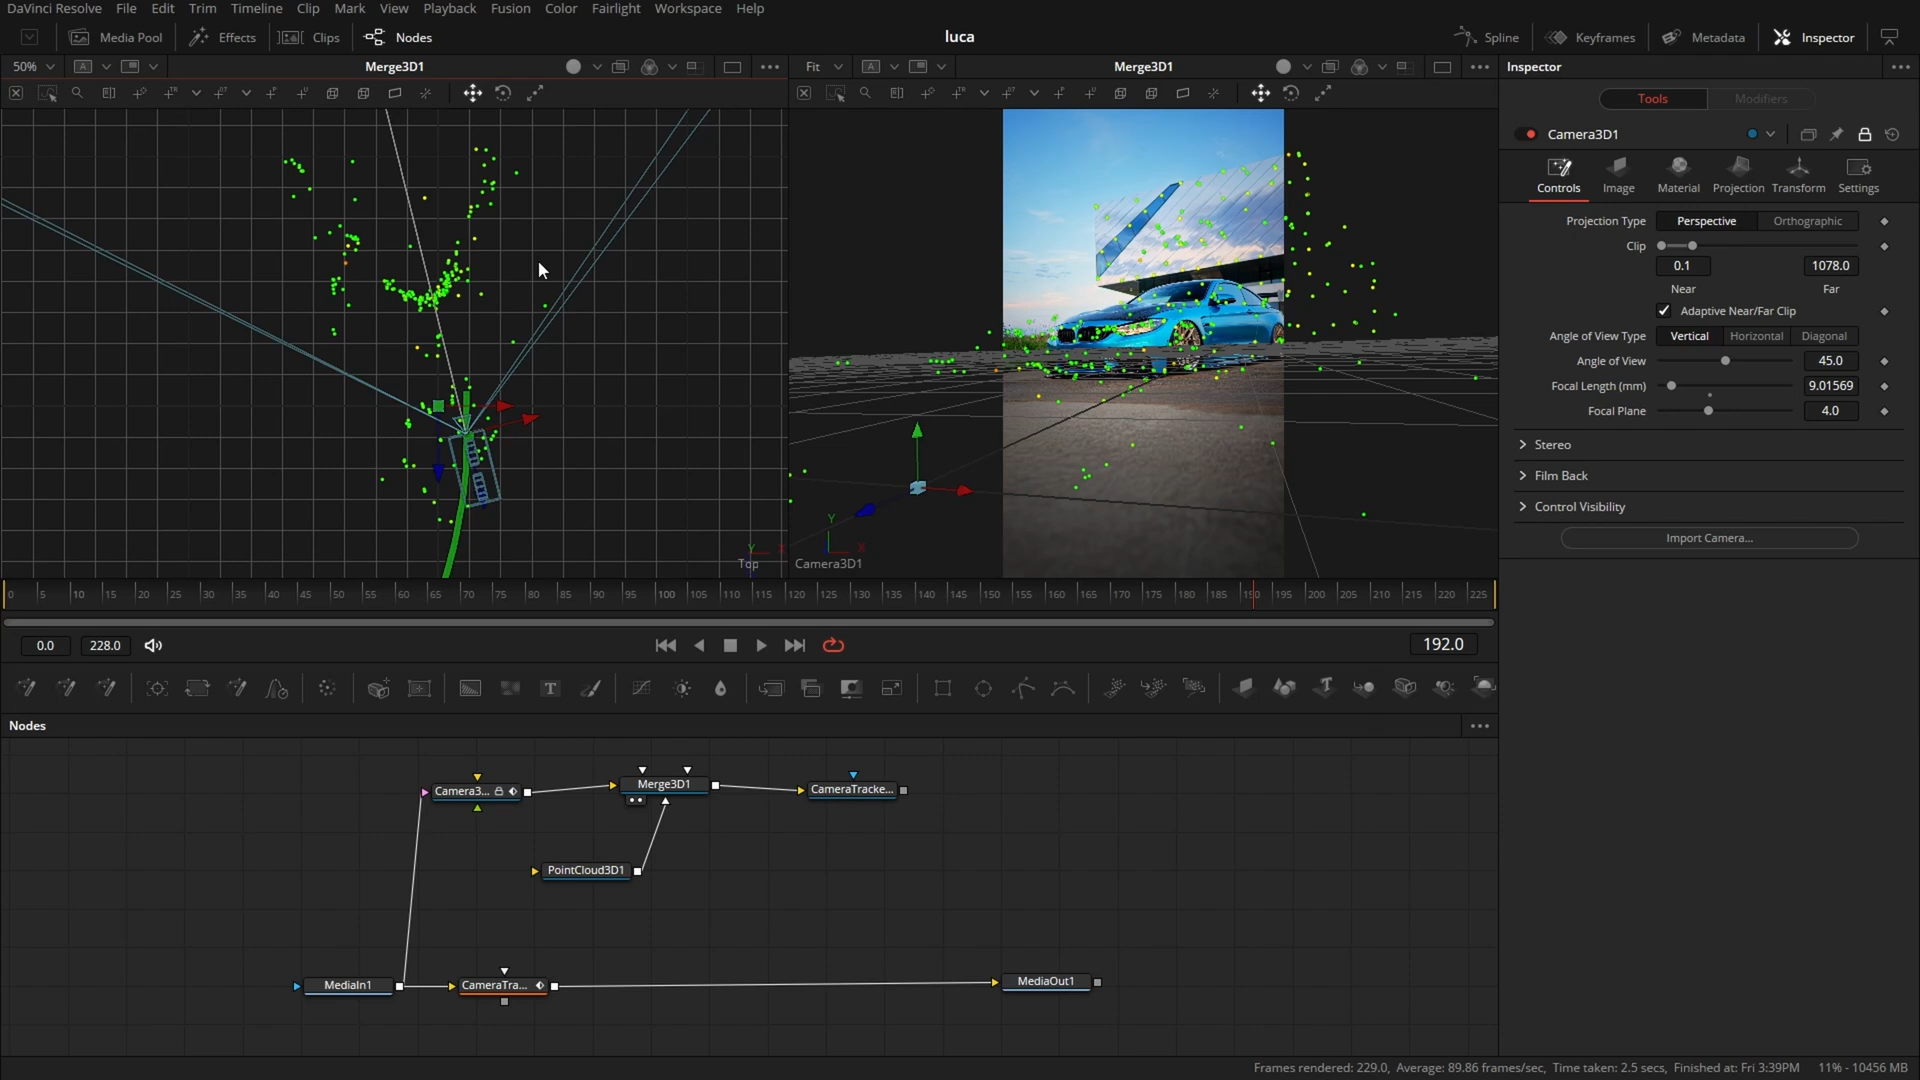 DaVinci Resolve File Edit Trim Timeline Clip Mark View Playback Fusion Color Fairlight Workspace Help
Media Pool Effects Clips Nodes luca Spline Keyframes Metadata Inspector
50% A Merge3D1 Fit A Merge3D1 Inspector
Tools Modifiers
Camera3D1
Controls Image Material Projection Transform Settings
Projection Type Perspective Orthographic
Clip
0.1 1078.0
Near Far
Adaptive Near/Far Clip
Angle of View Type Vertical Horizontal Diagonal
Angle of View 45.0
Focal Length (mm) 9.01569
Focal Plane 4.0
Stereo
Film Back
Control Visibility
Import Camera...
Y X Top
Y X Camera3D1
0 5 10 15 20 25 30 35 40 45 50 55 60 65 70 75 80 85 90 95 100 105 110 115 120 125 130 135 140 145 150 155 160 165 170 175 180 185 190 195 200 205 210 215 220 225
0.0 228.0 192.0
T T
Nodes
Camera3... Merge3D1 CameraTracke...
PointCloud3D1
MediaIn1 CameraTra... MediaOut1
Frames rendered: 229.0, Average: 89.86 frames/sec, Time taken: 2.5 secs, Finished at: Fri 3:39PM 11% - 10456 MB